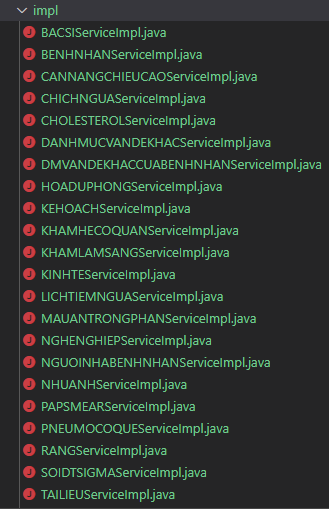 impl
BACSIServiceImpl.java
BENHNHANServiceImpl.java
CANNANGCHIEUCAOServiceImpl.java
CHICHNGUAServiceImpl.java
CHOLESTEROLServiceImpl.java
DANHMUCVANDEKHACServiceImpl.java
DMVANDEKHACCUABENHNHANServiceImpl.java
HOADUPHONGServiceImpl.java
KEHOACHServiceImpl.java
KHAMHECOQUANServiceImpl.java
KHAMLAMSANGServiceImpl.java
KINHTEServiceImpl.java
LICHTIEMNGUAServiceImpl.java
MAUANTRONGPHANServiceImpl.java
NGHENGHIEPServiceImpl.java
NGUOINHABENHNHANServiceImpl.java
NHUANHServiceImpl.java
PAPSMEARServiceImpl.java
PNEUMOCOQUEServiceImpl.java
RANGServiceImpl.java
SOIDTSIGMAServiceImpl.java
TAILIEUServiceImpl.java